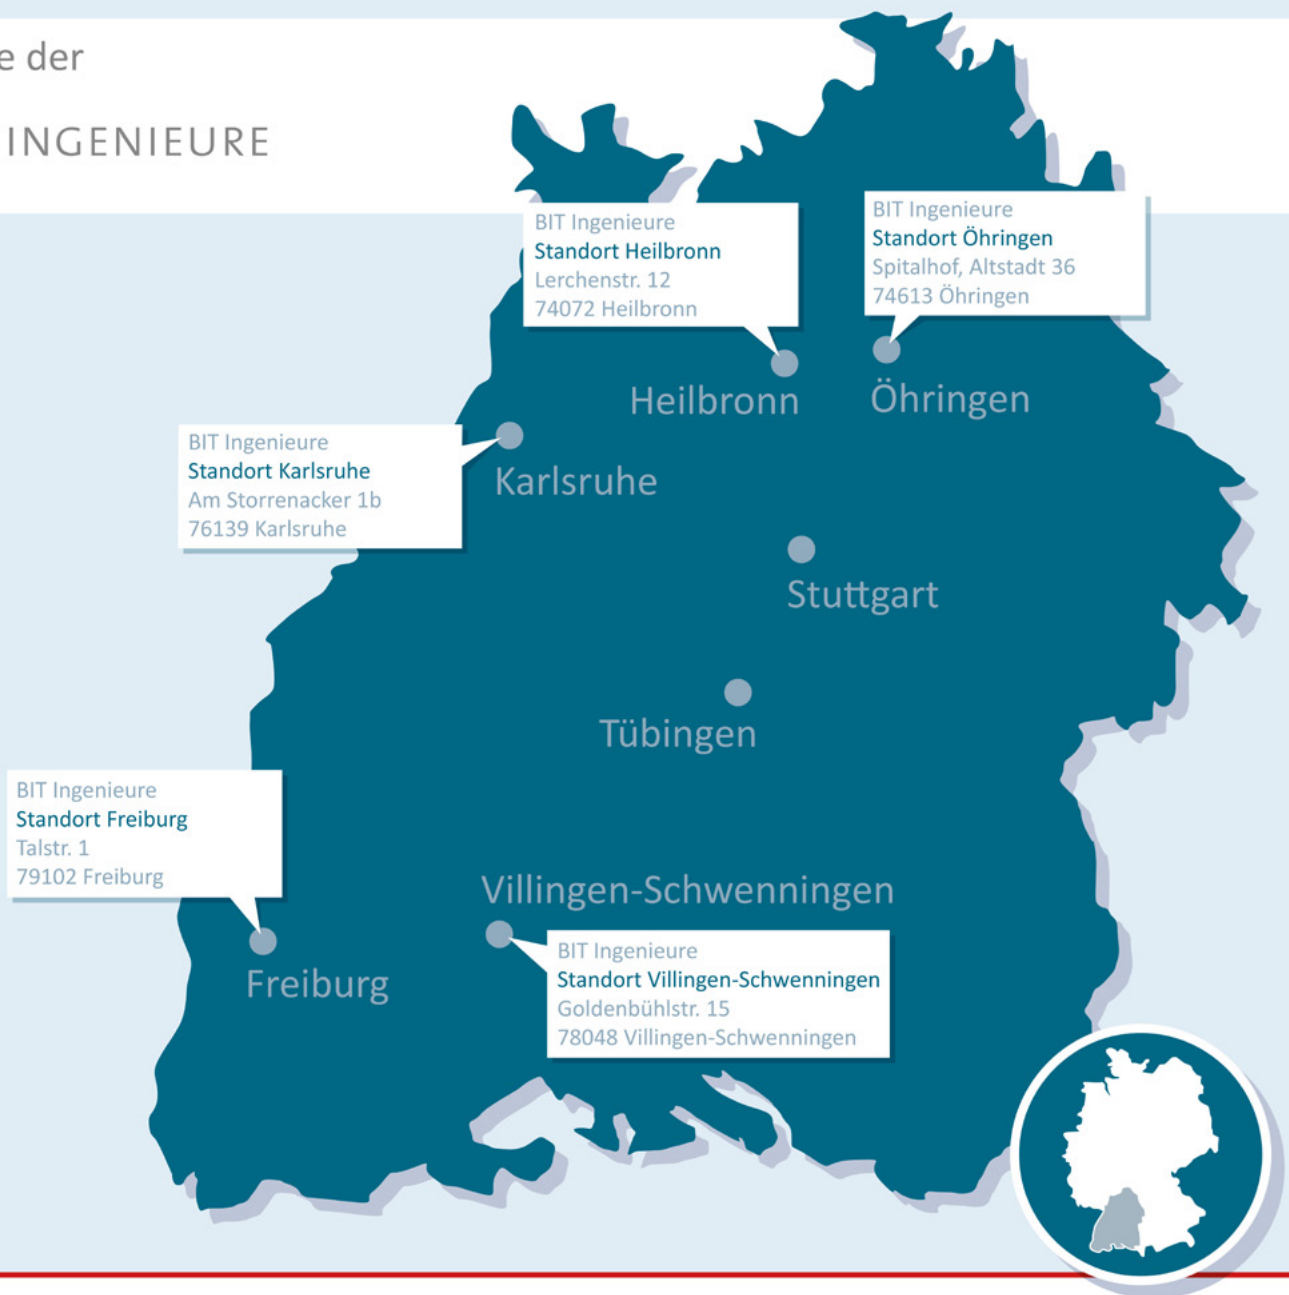 e der
INGENIEURE
BIT Ingenieure
Standort Heilbronn
Lerchenstr. 12
74072 Heilbronn
BIT Ingenieure
Standort Öhringen
Spitalhof, Altstadt 36
74613 Öhringen
Heilbronn
Öhringen
BIT Ingenieure
Standort Karlsruhe
Am Storrenacker 1b
76139 Karlsruhe
Karlsruhe
Stuttgart
Tübingen
BIT Ingenieure
Standort Freiburg
Talstr. 1
79102 Freiburg
Freiburg
Villingen-Schwenningen
BIT Ingenieure
Standort Villingen-Schwenningen
Goldenbühlstr. 15
78048 Villingen-Schwenningen